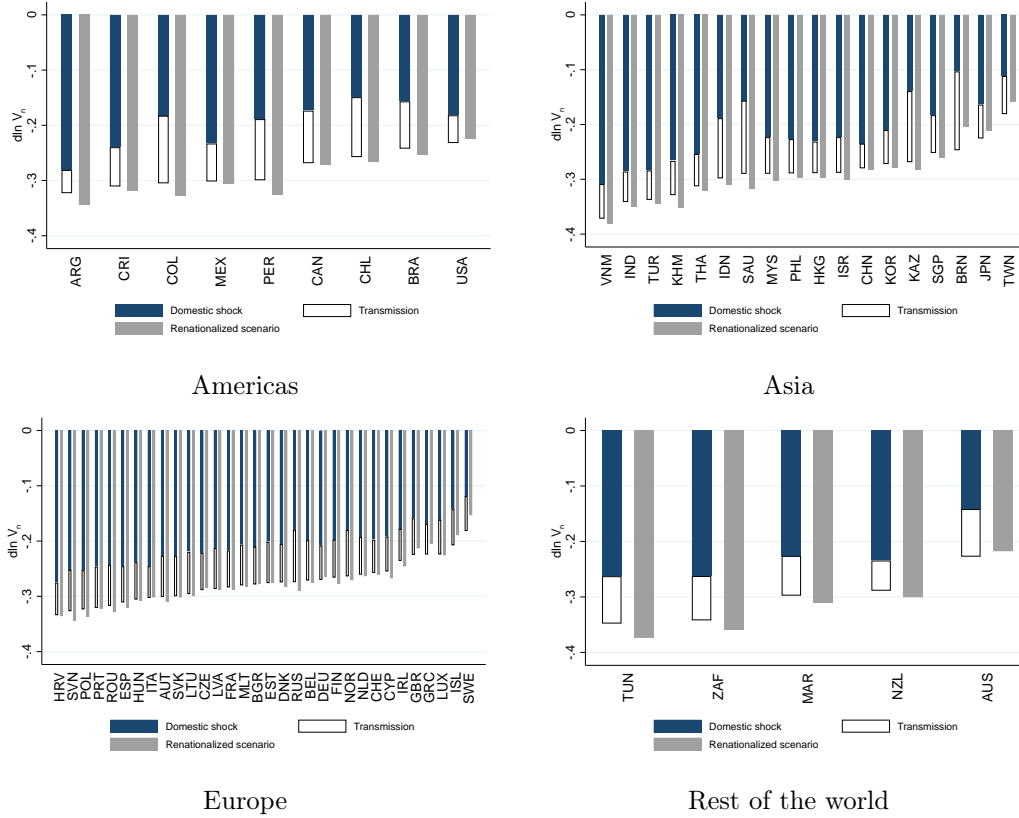 0
-.1
-.2
-.3
-.4
dln Vn
ARG CRI COL MEX PER CAN CHL BRA USA
Domestic shock Transmission
Renationalized scenario
Americas
0
-.1
-.2
-.3
-.4
dln Vn
VNM IND TUR KHM THA IDN SAU MYS PHL HKG ISR CHN KOR KAZ SGP BRN JPN TWN
Domestic shock Transmission
Renationalized scenario
Asia
0
-.1
-.2
-.3
-.4
dln Vn
HRV SVN POL PRT ROU ESP HUN ITA AUT SVK LTU CZE LVA FRA MLT BGR EST DNK RUS BEL DEU FIN NOR NLD CHE CYP IRL GBR GRC LUX ISL SWE
Domestic shock Transmission
Renationalized scenario
Europe
0
-.1
-.2
-.3
-.4
dln Vn
TUN ZAF MAR NZL AUS
Domestic shock Transmission
Renationalized scenario
Rest of the world